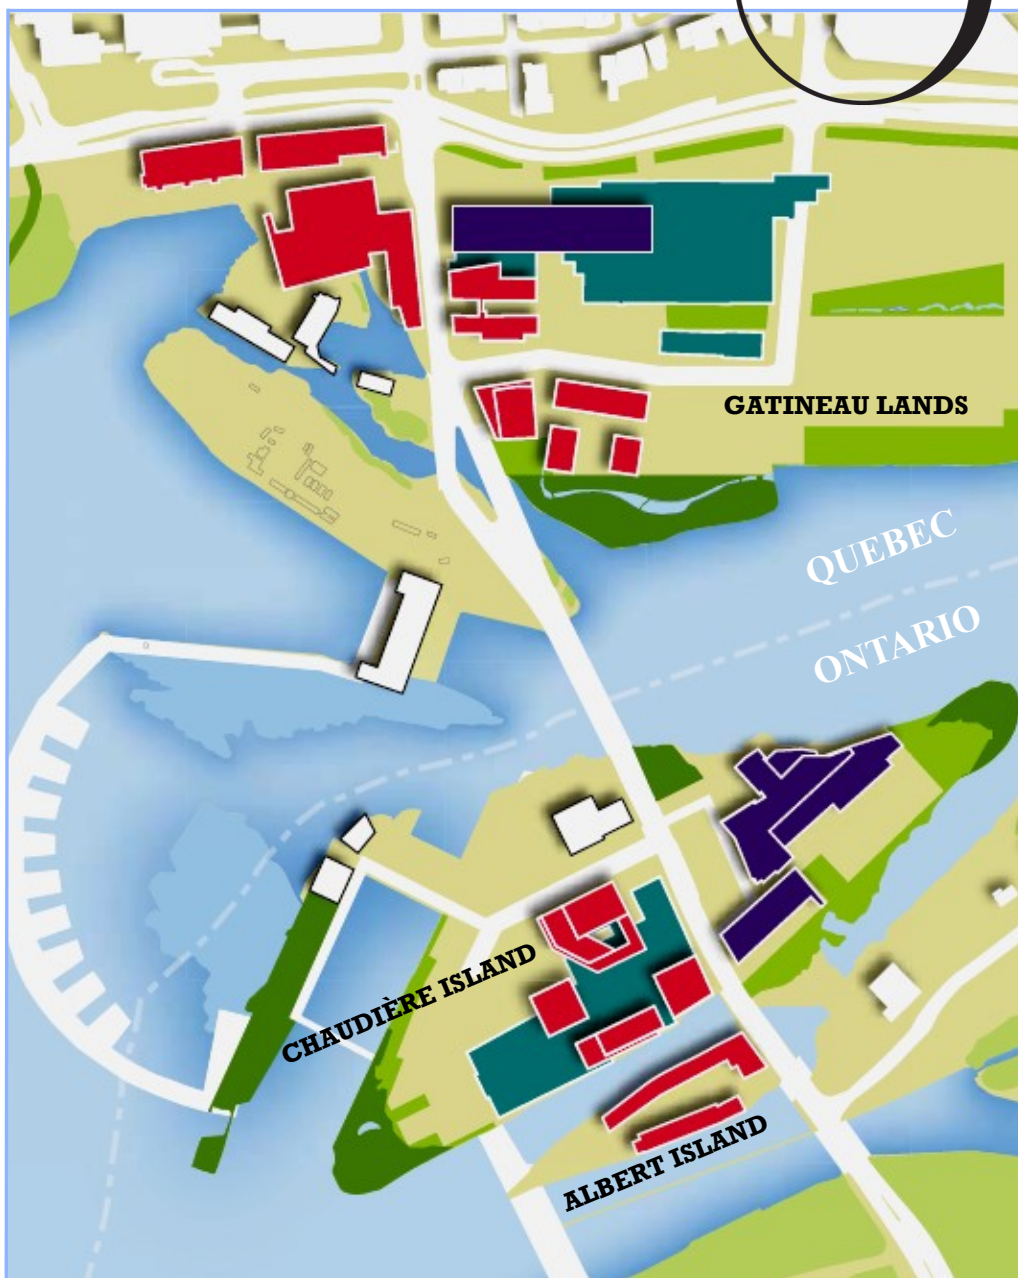 GATINEAU LANDS
QUEBEC
ONTARIO
CHAUDIÈRE ISLAND
ALBERT ISLAND